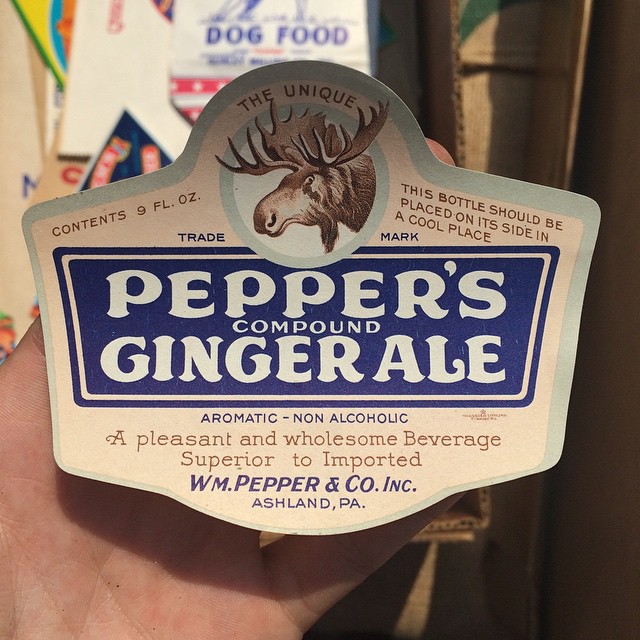 DOG FOOD
THE UNIQUE
CONTENTS 9 FL. OZ.
THIS BOTTLE SHOULD BE
PLACED ON ITS SIDE IN
A COOL PLACE
TRADE MARK
PEPPER'S
COMPOUND
GINGER ALE
AROMATIC - NON ALCOHOLIC
A pleasant and wholesome Beverage
Superior to Imported
WM. PEPPER & CO. INC.
ASHLAND, PA.